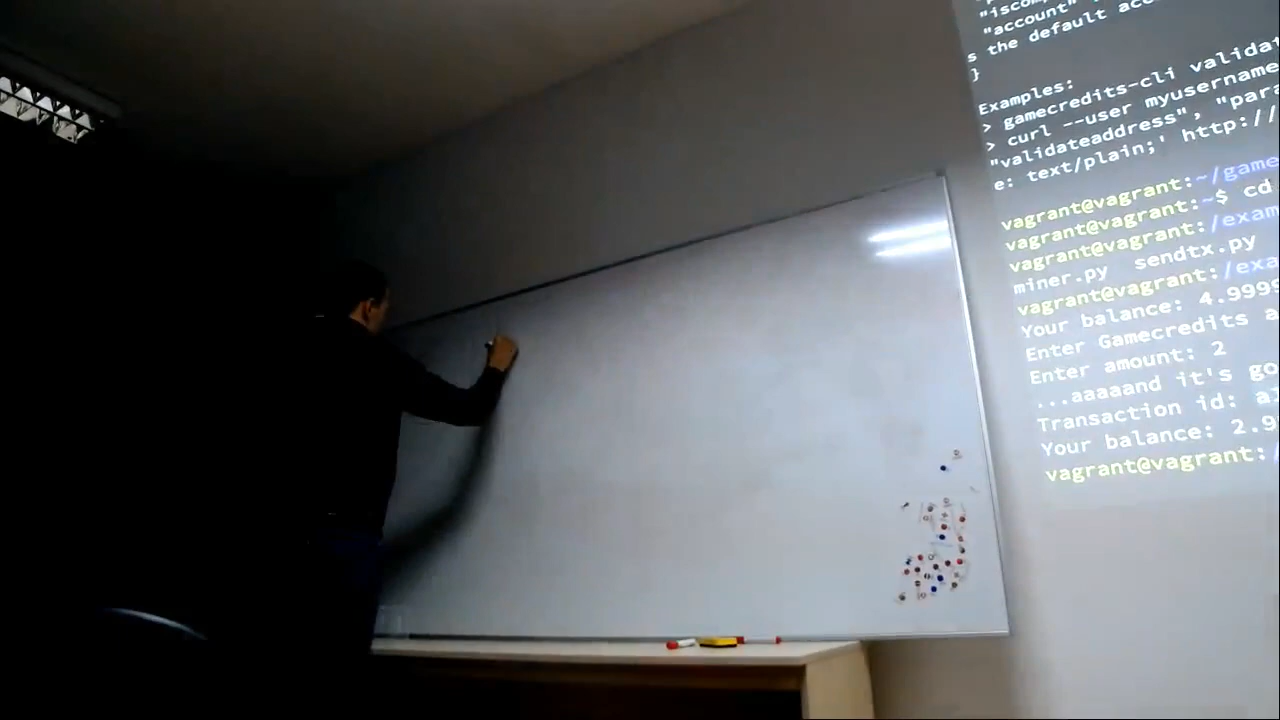 "iscomp
"account"
s the default acc
}
Examples:
> gamecredits-cli validat
> curl --user myusername
"validateaddress", "para
e: text/plain;' http://
vagrant@vagrant:~/game
vagrant@vagrant:~$ cd
vagrant@vagrant:/exam
miner.py sendtx.py
vagrant@vagrant:/exa
Your balance: 4.9999
Enter Gamecredits a
Enter amount: 2
...aaaaand it's go
Transaction id: a
Your balance: 2.9
vagrant@vagrant:/